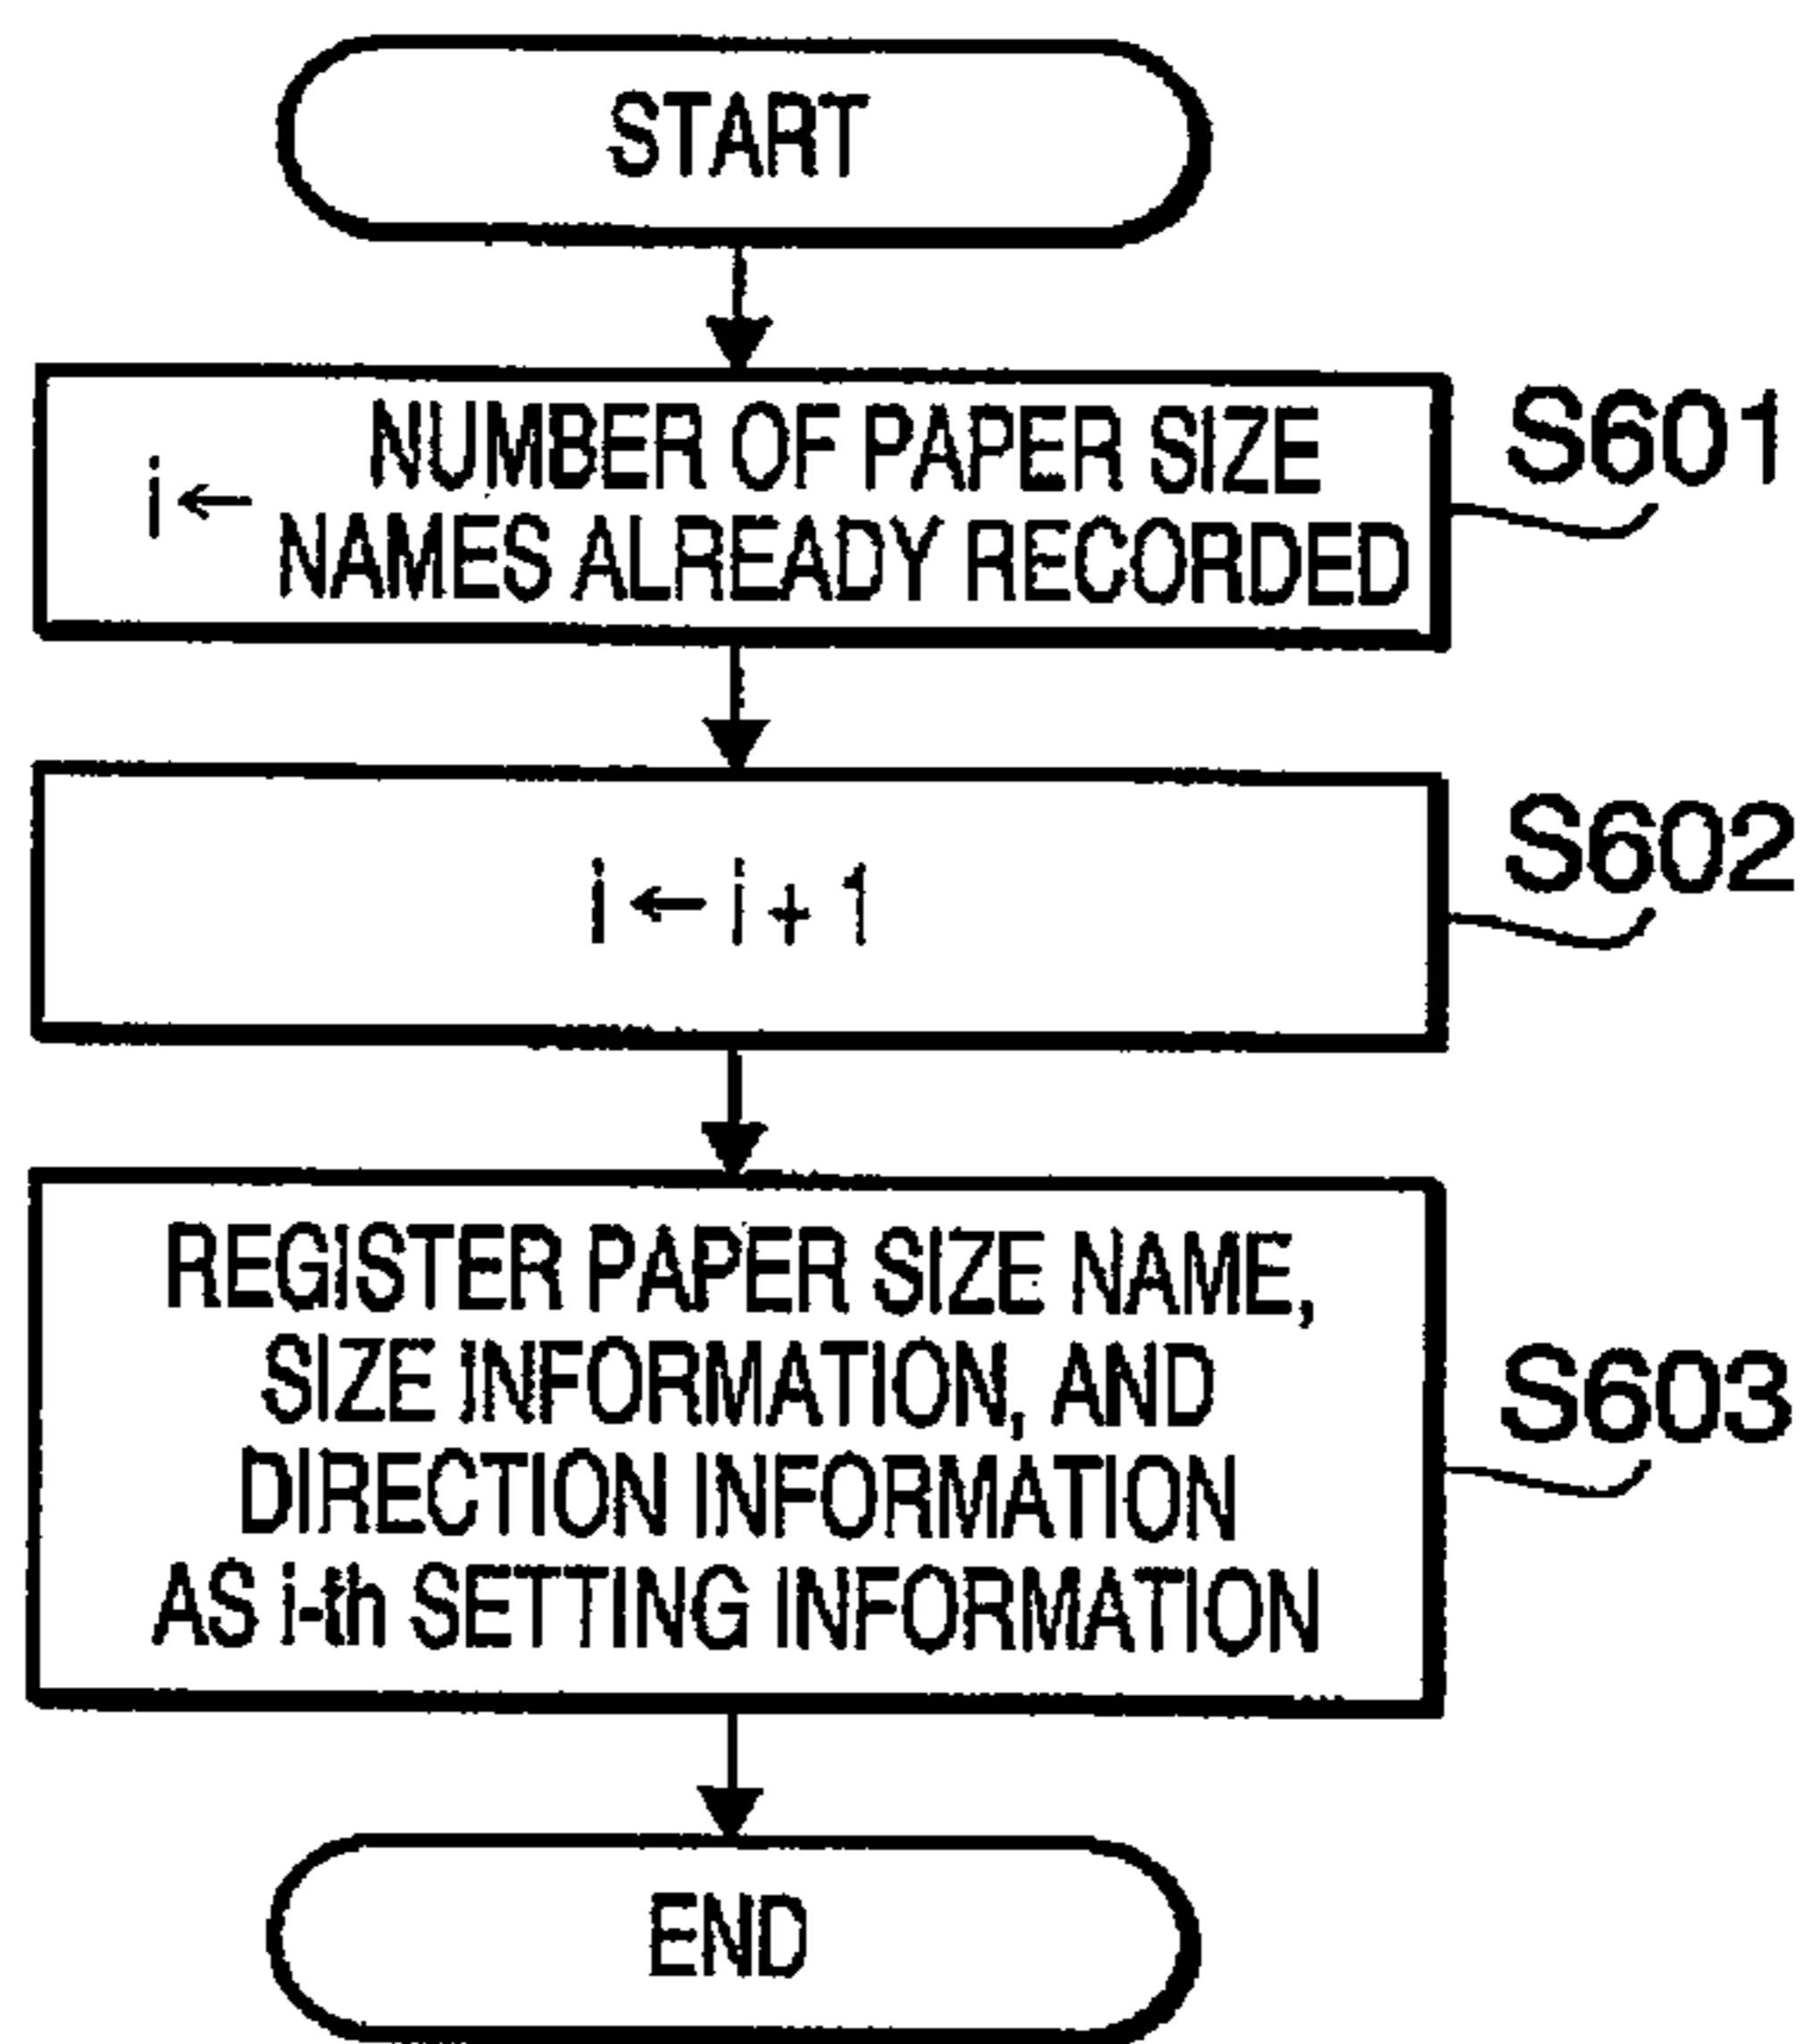 START
NUMBER OF PAPER SIZE
i← NAMES ALREADY RECORDED
S601
i ← i + 1
S602
REGISTER PAPER SIZE NAME,
SIZE INFORMATION, AND
DIRECTION INFORMATION
AS i-th SETTING INFORMATION
S603
END